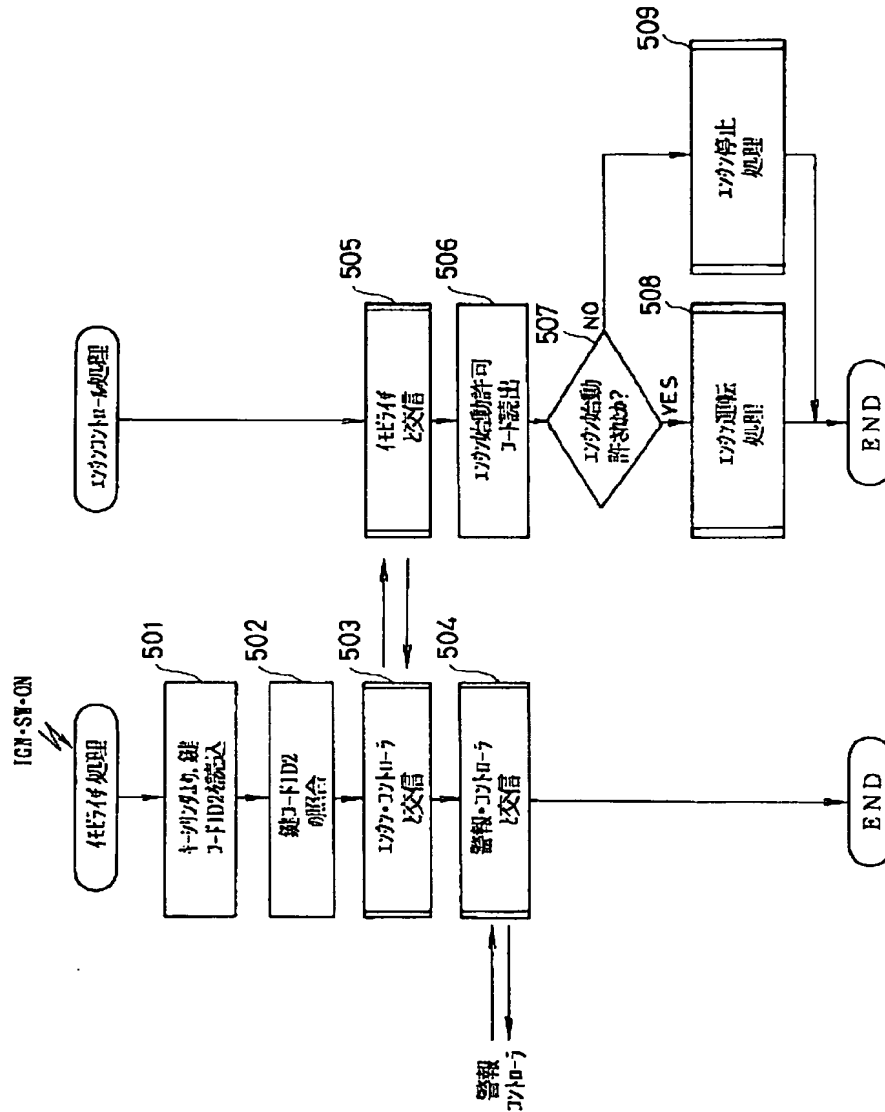 IGN・SW・ON
イモビライザ処理
501
キーシリンダより、鍵
コードID2を読込
502
鍵コードID2
の照合
503
エンジン・コントローラ
と交信
504
警報・コントローラ
と交信
警報
コントローラ
END
エンジンコントロール処理
505
イモビライザ
と交信
506
エンジン始動許可
コード読出
507
エンジン始動
許されたか?
NO
YES
508
エンジン運転
処理
509
エンジン停止
処理
END